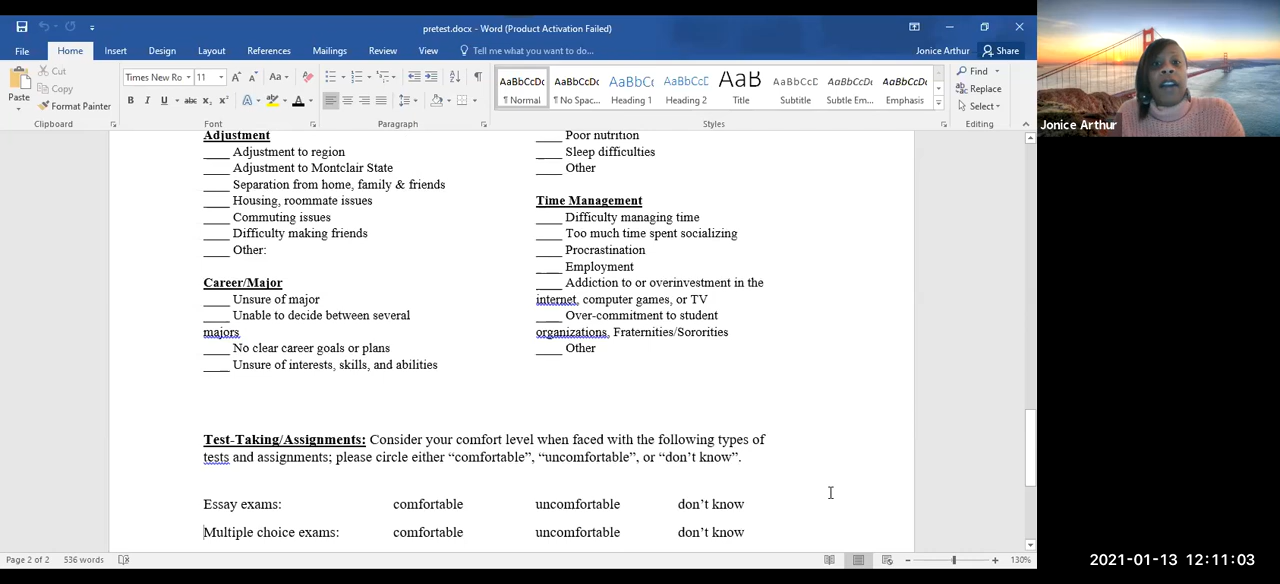 pretest.docx - Word (Product Activation Failed)
File Home Insert Design Layout References Mailings Review View Tell me what you want to do... Jonice Arthur Share
Paste
Cut
Copy
Format Painter
Clipboard
Times New Ro 11
B I U abc x₂ x²
Font
Paragraph
AaBbCcDc AaBbCcDc AaBbCc AaBbCcD AaB AaBbCcD AaBbCcDc AaBbCcDc
¶ Normal ¶ No Spac... Heading 1 Heading 2 Title Subtitle Subtle Em... Emphasis
Styles
Find
Replace
Select
Editing
Jonice Arthur
Adjustment
____ Adjustment to region
____ Adjustment to Montclair State
____ Separation from home, family & friends
____ Housing, roommate issues
____ Commuting issues
____ Difficulty making friends
____ Other:
Career/Major
____ Unsure of major
____ Unable to decide between several
majors
____ No clear career goals or plans
____ Unsure of interests, skills, and abilities
____ Poor nutrition
____ Sleep difficulties
____ Other
Time Management
____ Difficulty managing time
____ Too much time spent socializing
____ Procrastination
____ Employment
____ Addiction to or overinvestment in the
internet, computer games, or TV
____ Over-commitment to student
organizations, Fraternities/Sororities
____ Other
Test-Taking/Assignments: Consider your comfort level when faced with the following types of
tests and assignments; please circle either “comfortable”, “uncomfortable”, or “don’t know”.
Essay exams: comfortable uncomfortable don’t know
Multiple choice exams: comfortable uncomfortable don’t know
Page 2 of 2 536 words 130%
2021-01-13 12:11:03